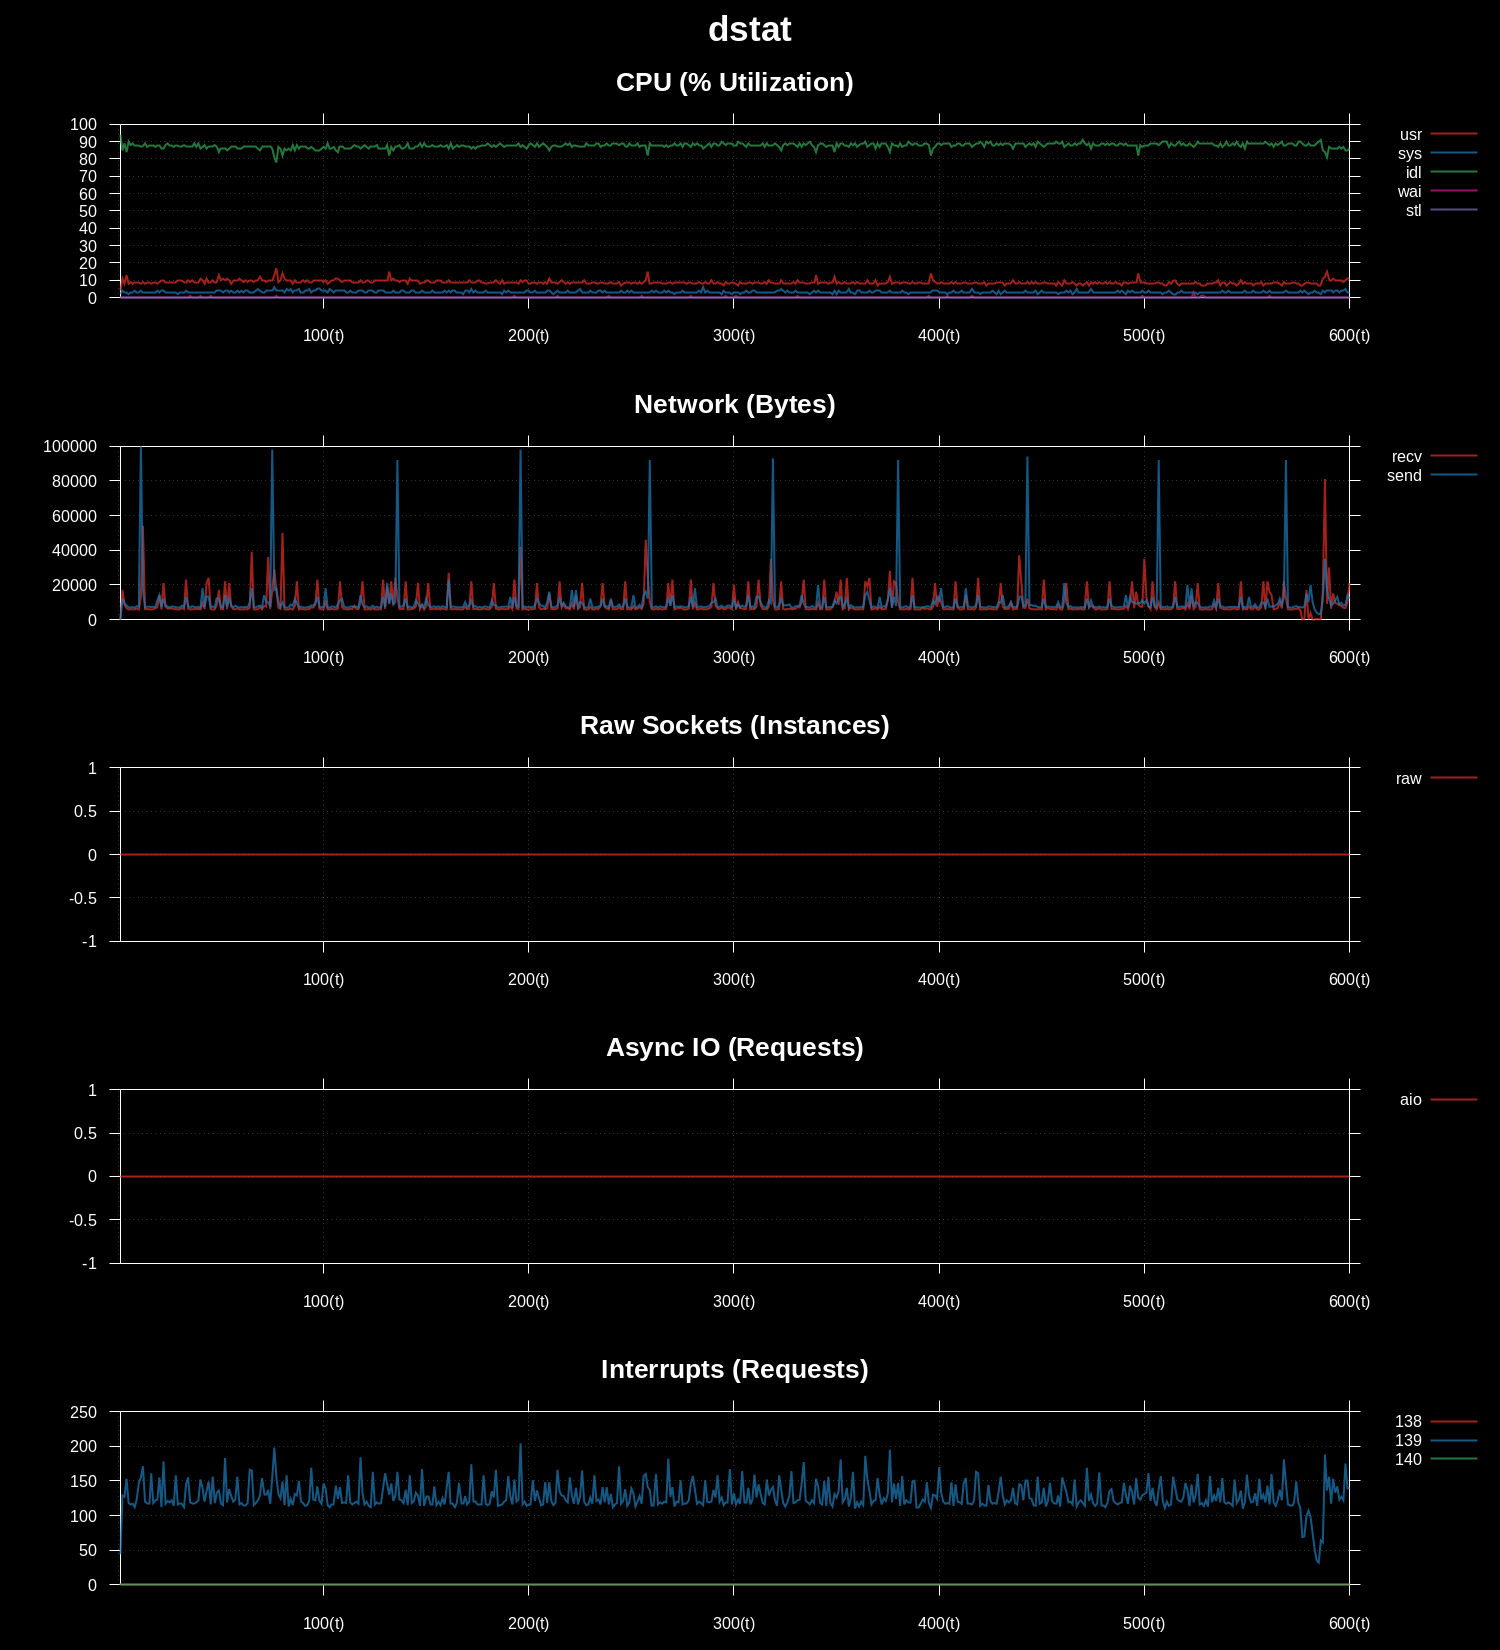 dstat
CPU (% Utilization)
100
90
80
70
60
50
40
30
20
10
0
100(t) 200(t) 300(t) 400(t) 500(t) 600(t)
usr
sys
idl
wai
stl
Network (Bytes)
100000
80000
60000
40000
20000
0
100(t) 200(t) 300(t) 400(t) 500(t) 600(t)
recv
send
Raw Sockets (Instances)
1
0.5
0
-0.5
-1
100(t) 200(t) 300(t) 400(t) 500(t) 600(t)
raw
Async IO (Requests)
1
0.5
0
-0.5
-1
100(t) 200(t) 300(t) 400(t) 500(t) 600(t)
aio
Interrupts (Requests)
250
200
150
100
50
0
100(t) 200(t) 300(t) 400(t) 500(t) 600(t)
138
139
140